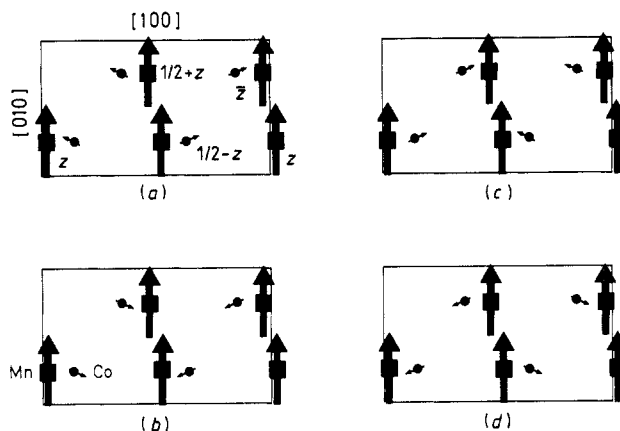 [100]
[010]
1/2+z
z̄
z
1/2-z
z
(a)
(c)
Mn
Co
(b)
(d)